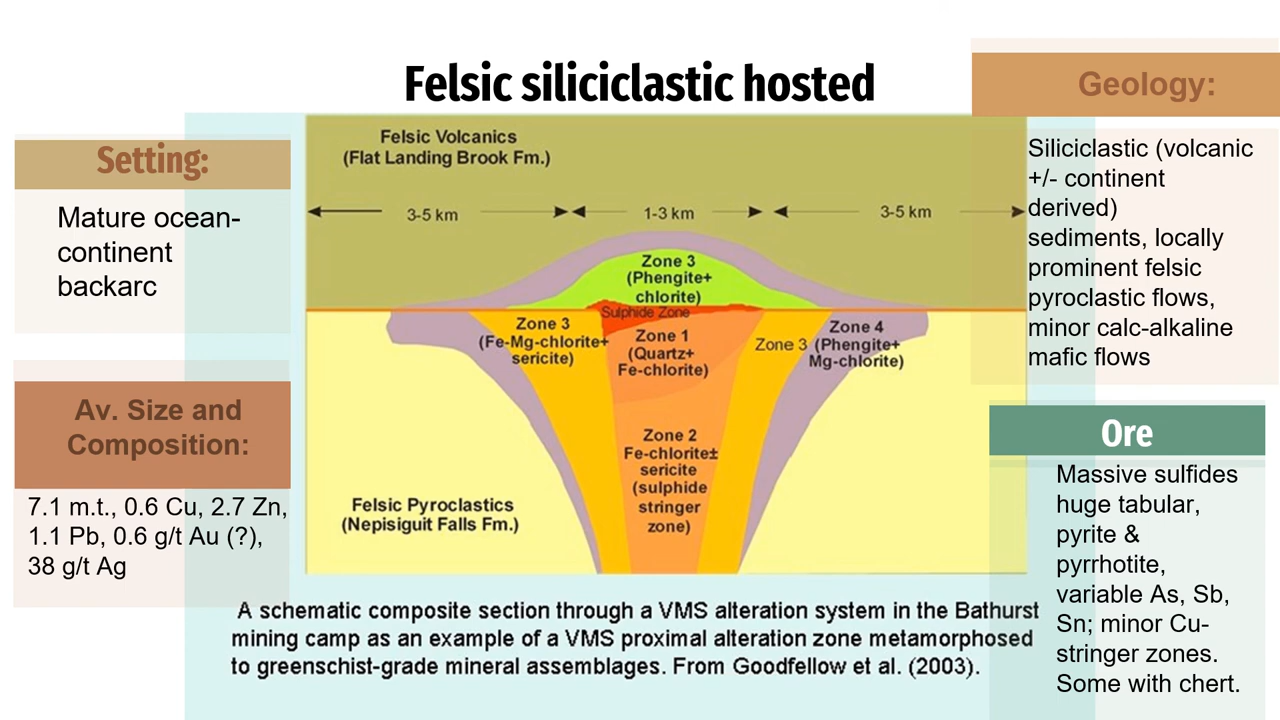 Felsic siliciclastic hosted
Setting:
Mature ocean-
continent
backarc
Av. Size and
Composition:
7.1 m.t., 0.6 Cu, 2.7 Zn,
1.1 Pb, 0.6 g/t Au (?),
38 g/t Ag
Felsic Volcanics
(Flat Landing Brook Fm.)
3-5 km
1-3 km
3-5 km
Zone 3
(Phengite+
chlorite)
Sulphide Zone
Zone 3
(Fe-Mg-chlorite+
sericite)
Zone 1
(Quartz+
Fe-chlorite)
Zone 3
Zone 4
(Phengite+
Mg-chlorite)
Zone 2
Fe-chlorite±
sericite
(sulphide
stringer
zone)
Felsic Pyroclastics
(Nepisiguit Falls Fm.)
A schematic composite section through a VMS alteration system in the Bathurst
mining camp as an example of a VMS proximal alteration zone metamorphosed
to greenschist-grade mineral assemblages. From Goodfellow et al. (2003).
Geology:
Siliciclastic (volcanic
+/- continent
derived)
sediments, locally
prominent felsic
pyroclastic flows,
minor calc-alkaline
mafic flows
Ore
Massive sulfides
huge tabular,
pyrite &
pyrrhotite,
variable As, Sb,
Sn; minor Cu-
stringer zones.
Some with chert.